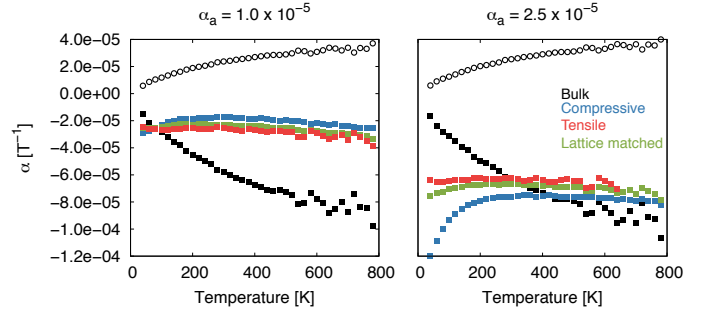 α_a = 1.0 x 10⁻⁵
α_a = 2.5 x 10⁻⁵
4.0e-05
2.0e-05
0.0e+00
−2.0e-05
−4.0e-05
−6.0e-05
−8.0e-05
−1.0e-04
−1.2e-04
α [T⁻¹]
Bulk
Compressive
Tensile
Lattice matched
0 200 400 600 800
200 400 600 800
Temperature [K]
Temperature [K]